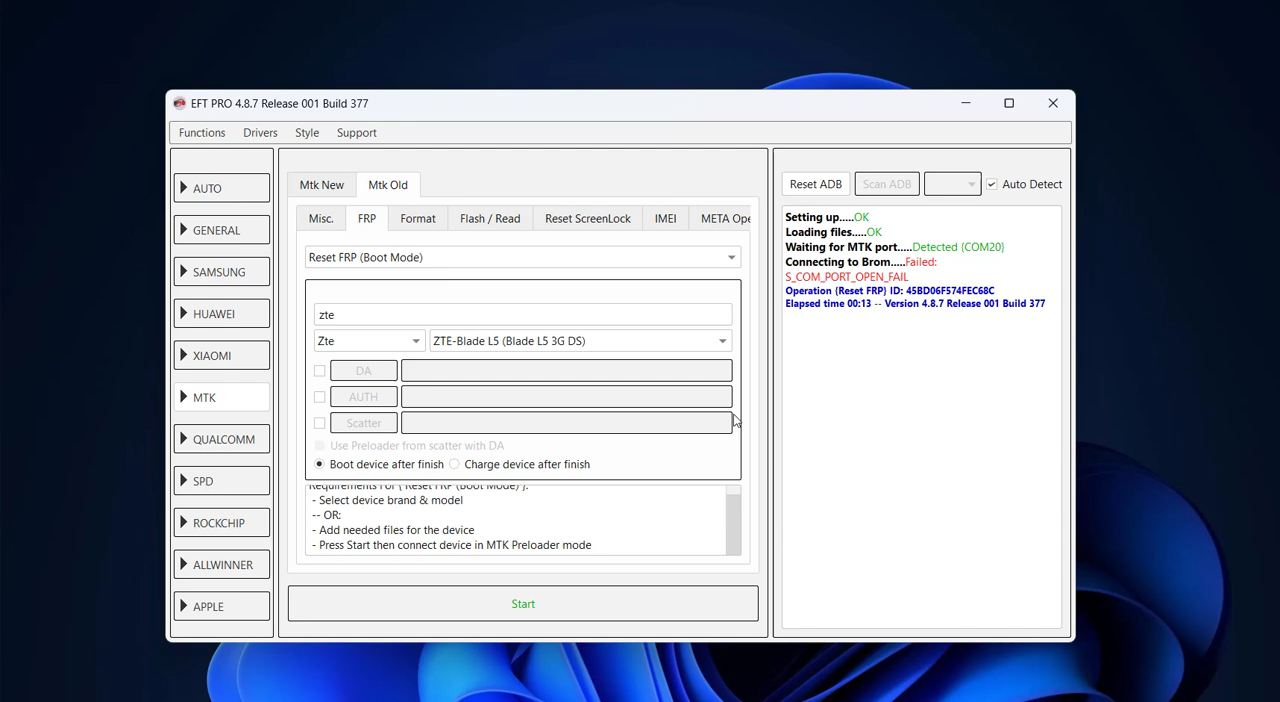 EFT PRO 4.8.7 Release 001 Build 377
Functions Drivers Style Support
AUTO
GENERAL
SAMSUNG
HUAWEI
XIAOMI
MTK
QUALCOMM
SPD
ROCKCHIP
ALLWINNER
APPLE
Mtk New Mtk Old
Misc. FRP Format Flash / Read Reset ScreenLock IMEI META Ope
Reset FRP (Boot Mode)
zte
Zte ZTE-Blade L5 (Blade L5 3G DS)
DA
AUTH
Scatter
Use Preloader from scatter with DA
Boot device after finish Charge device after finish
Requirements For ( Reset FRP (Boot Mode) ):
- Select device brand & model
-- OR:
- Add needed files for the device
- Press Start then connect device in MTK Preloader mode
Start
Reset ADB Scan ADB Auto Detect
Setting up.....OK
Loading files.....OK
Waiting for MTK port.....Detected (COM20)
Connecting to Brom.....Failed:
S_COM_PORT_OPEN_FAIL
Operation (Reset FRP) ID: 45BD06F574FEC68C
Elapsed time 00:13 -- Version 4.8.7 Release 001 Build 377